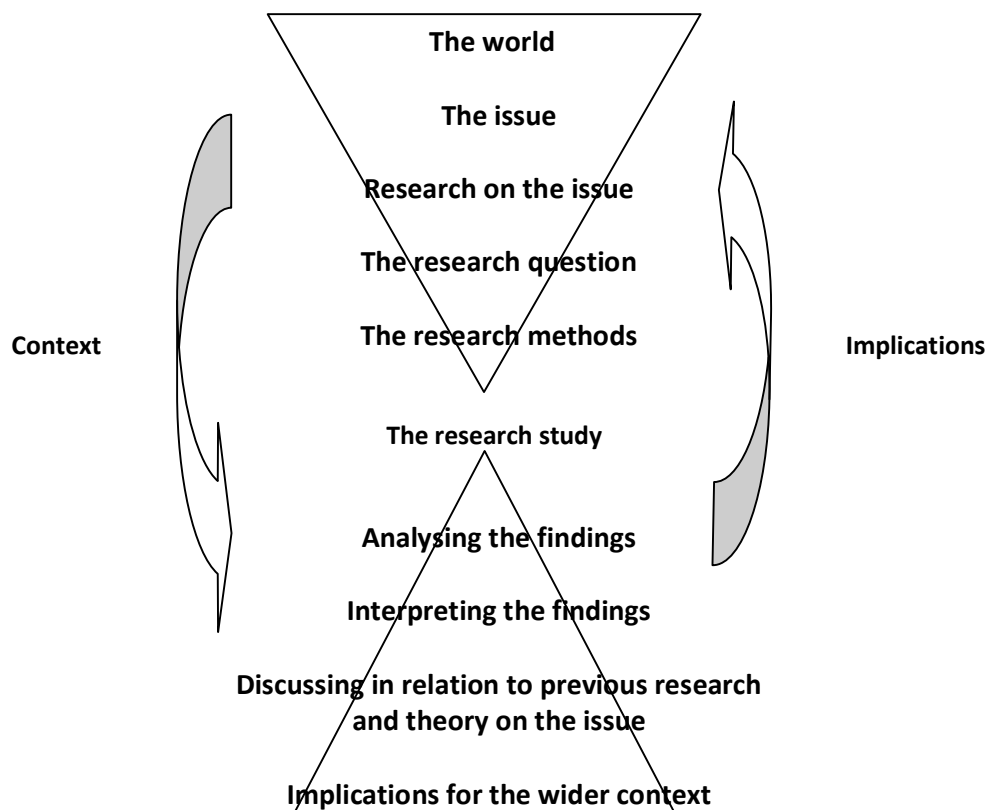 The world
The issue
Research on the issue
The research question
The research methods
Context
Implications
The research study
Analysing the findings
Interpreting the findings
Discussing in relation to previous research
and theory on the issue
Implications for the wider context